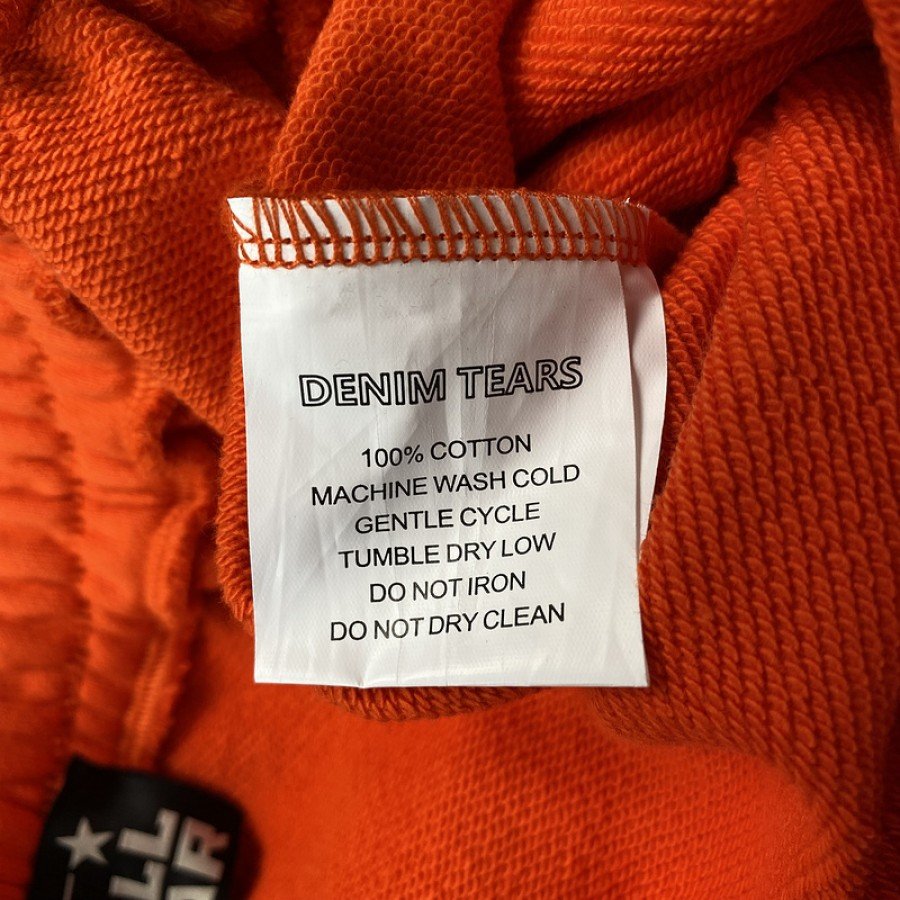 DENIM TEARS
100% COTTON
MACHINE WASH COLD
GENTLE CYCLE
TUMBLE DRY LOW
DO NOT IRON
DO NOT DRY CLEAN